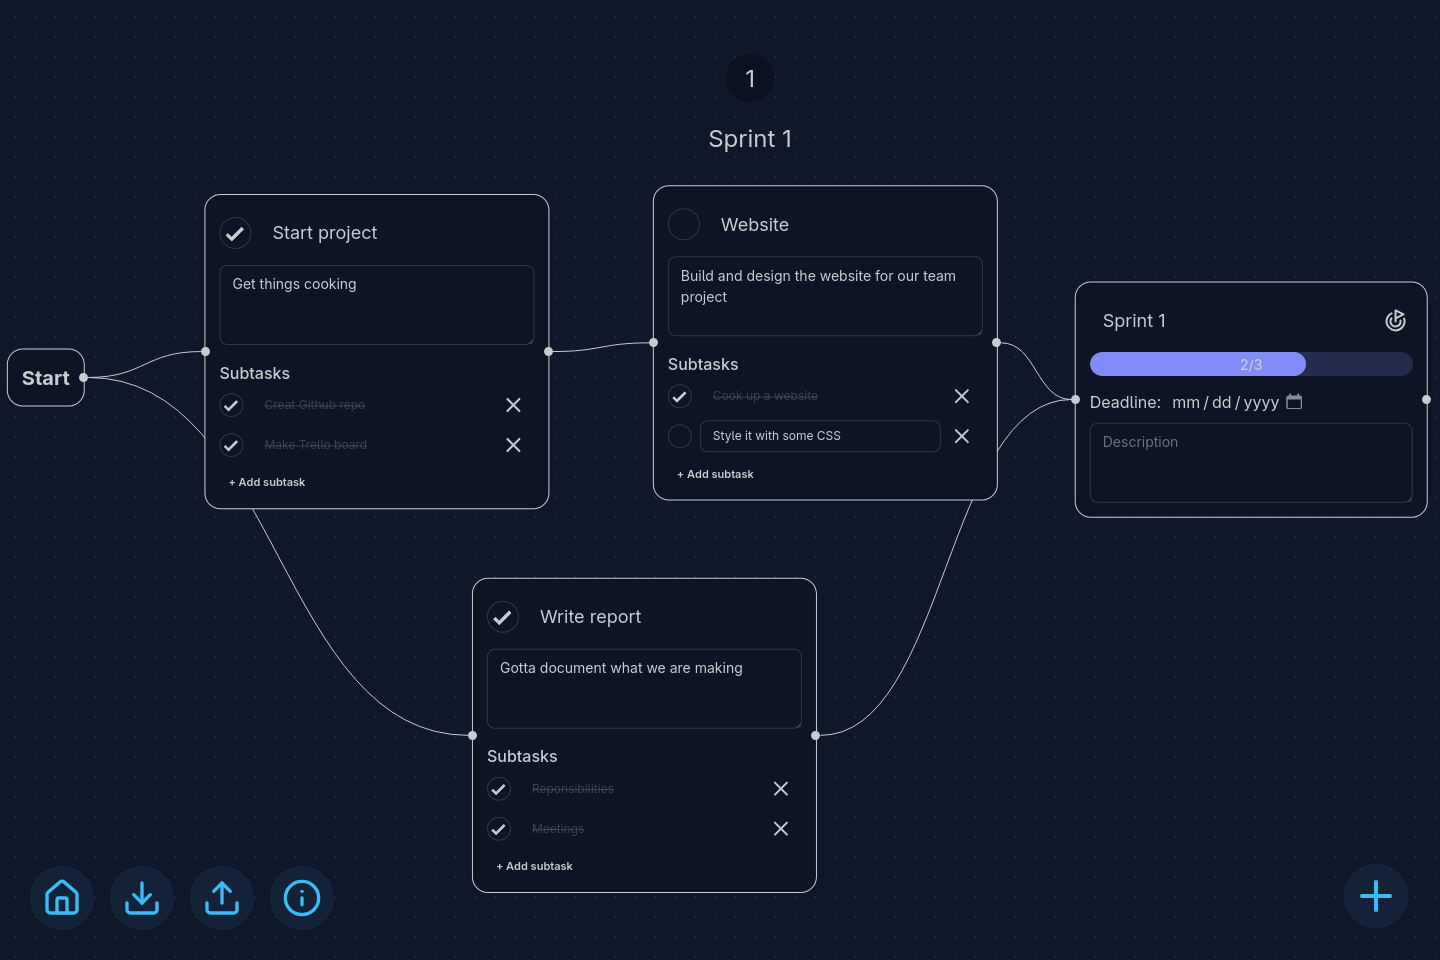 1
Sprint 1
Start
Start project
Get things cooking
Subtasks
Creat Github repo
Make Trello board
+ Add subtask
Website
Build and design the website for our team
project
Subtasks
Cook up a website
Style it with some CSS
+ Add subtask
Sprint 1
2/3
Deadline: mm/dd/yyyy
Description
Write report
Gotta document what we are making
Subtasks
Reponsibilities
Meetings
+ Add subtask